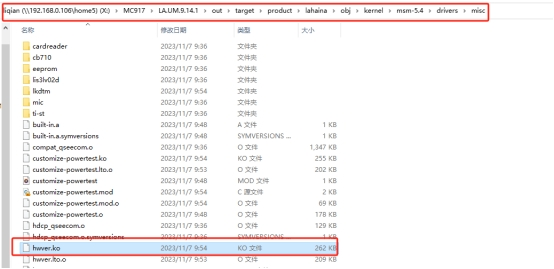 liqian (\\192.168.0.106\home5) (X:) > MC917 > LA.UM.9.14.1 > out > target > product > lahaina > obj > kernel > msm-5.4 > drivers > misc
名称 修改日期 类型 大小
cardreader 2023/11/7 9:36 文件夹
cb710 2023/11/7 9:36 文件夹
eeprom 2023/11/7 9:36 文件夹
lis3lv02d 2023/11/7 9:36 文件夹
lkdtm 2023/11/7 9:54 文件夹
mic 2023/11/7 9:36 文件夹
ti-st 2023/11/7 9:36 文件夹
built-in.a 2023/11/7 9:48 A 文件 1 KB
built-in.a.symversions 2023/11/7 9:48 SYMVERSIONS ... 1 KB
compat_qseecom.o 2023/11/7 9:36 O 文件 1,347 KB
customize-powertest.ko 2023/11/7 9:54 KO 文件 255 KB
customize-powertest.lto.o 2023/11/7 9:53 O 文件 202 KB
customize-powertest 2023/11/7 9:48 MOD 文件 1 KB
customize-powertest.mod 2023/11/7 9:54 C 源文件 2 KB
customize-powertest.mod.o 2023/11/7 9:54 O 文件 69 KB
customize-powertest.o 2023/11/7 9:48 O 文件 178 KB
hdcp_qseecom.o 2023/11/7 9:36 O 文件 129 KB
hdcp_qseecom.o.symversions 2023/11/7 9:36 SYMVERSIONS ... 1 KB
hwver.ko 2023/11/7 9:54 KO 文件 262 KB
hwver.lto.o 2023/11/7 9:53 O 文件 209 KB